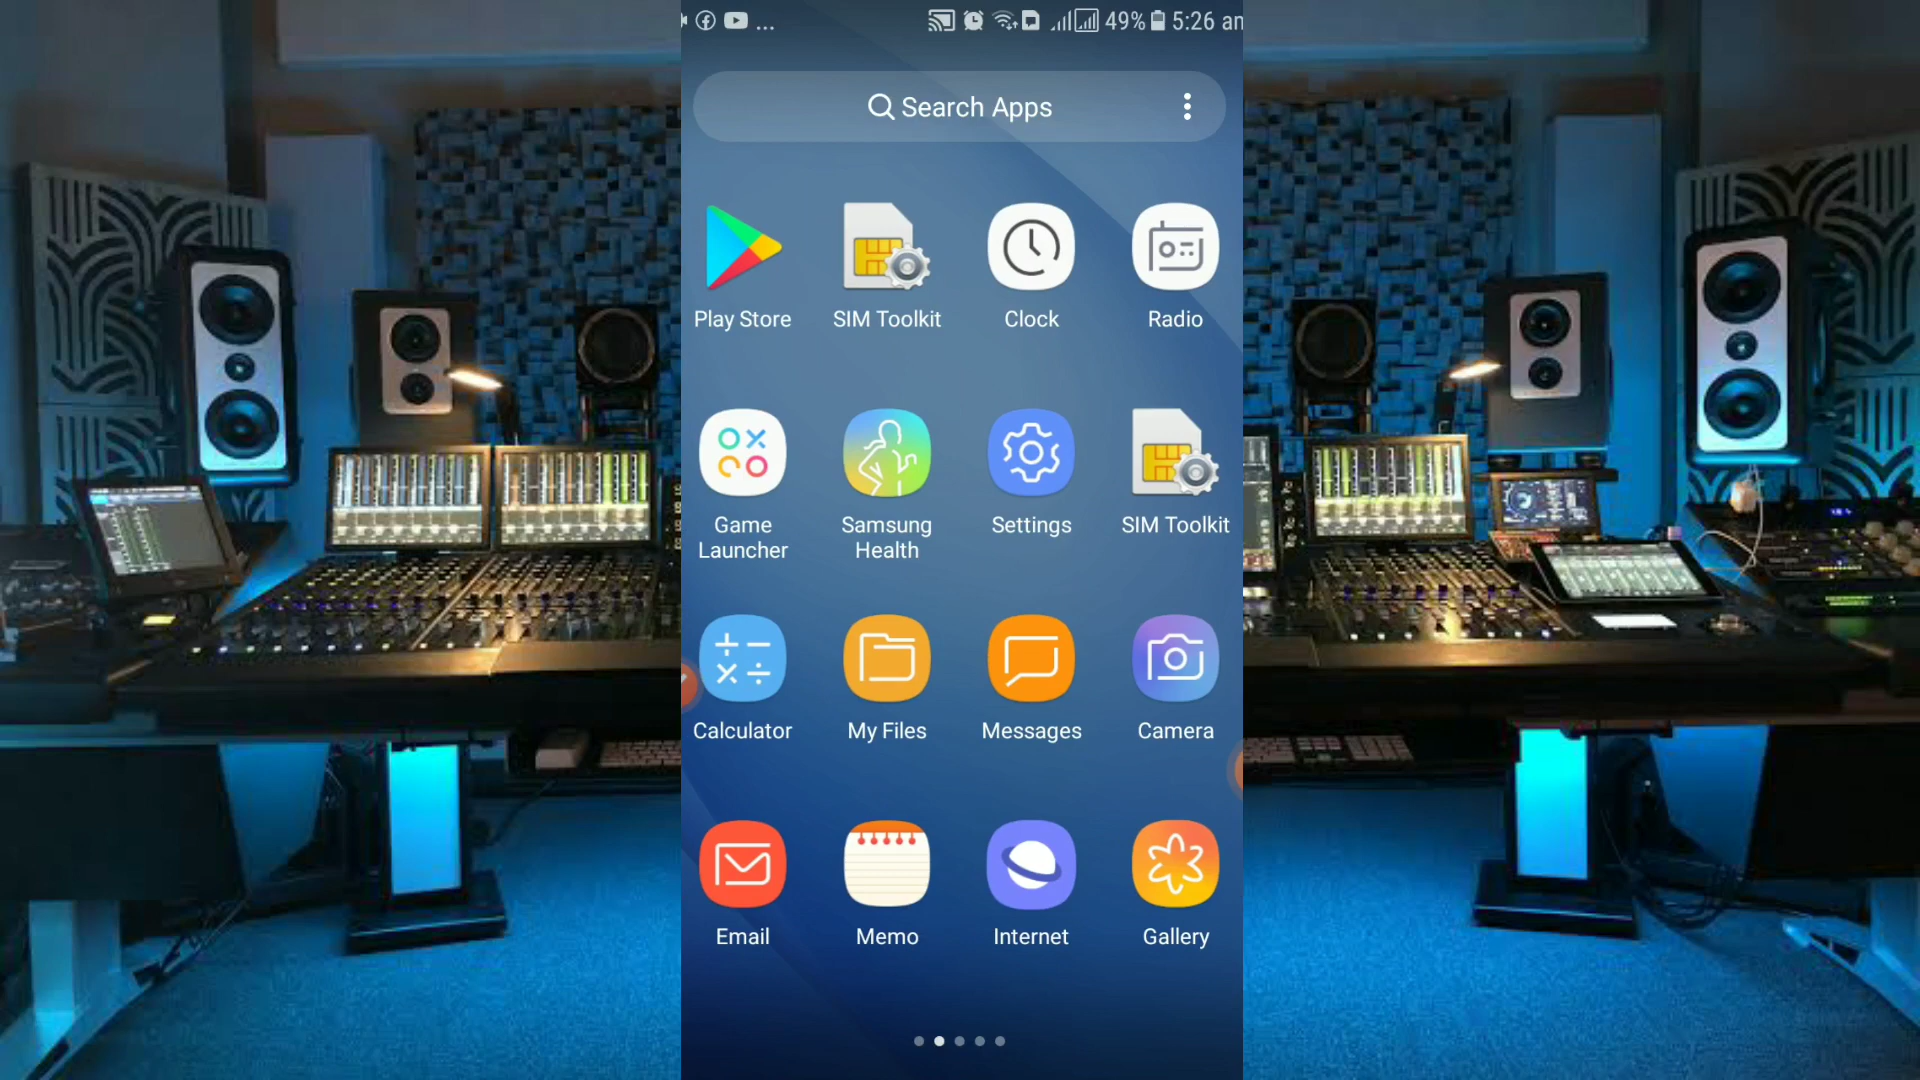 ... 49% 5:26 am
Search Apps
Play Store SIM Toolkit Clock Radio
Game Launcher Samsung Health Settings SIM Toolkit
Calculator My Files Messages Camera
Email Memo Internet Gallery